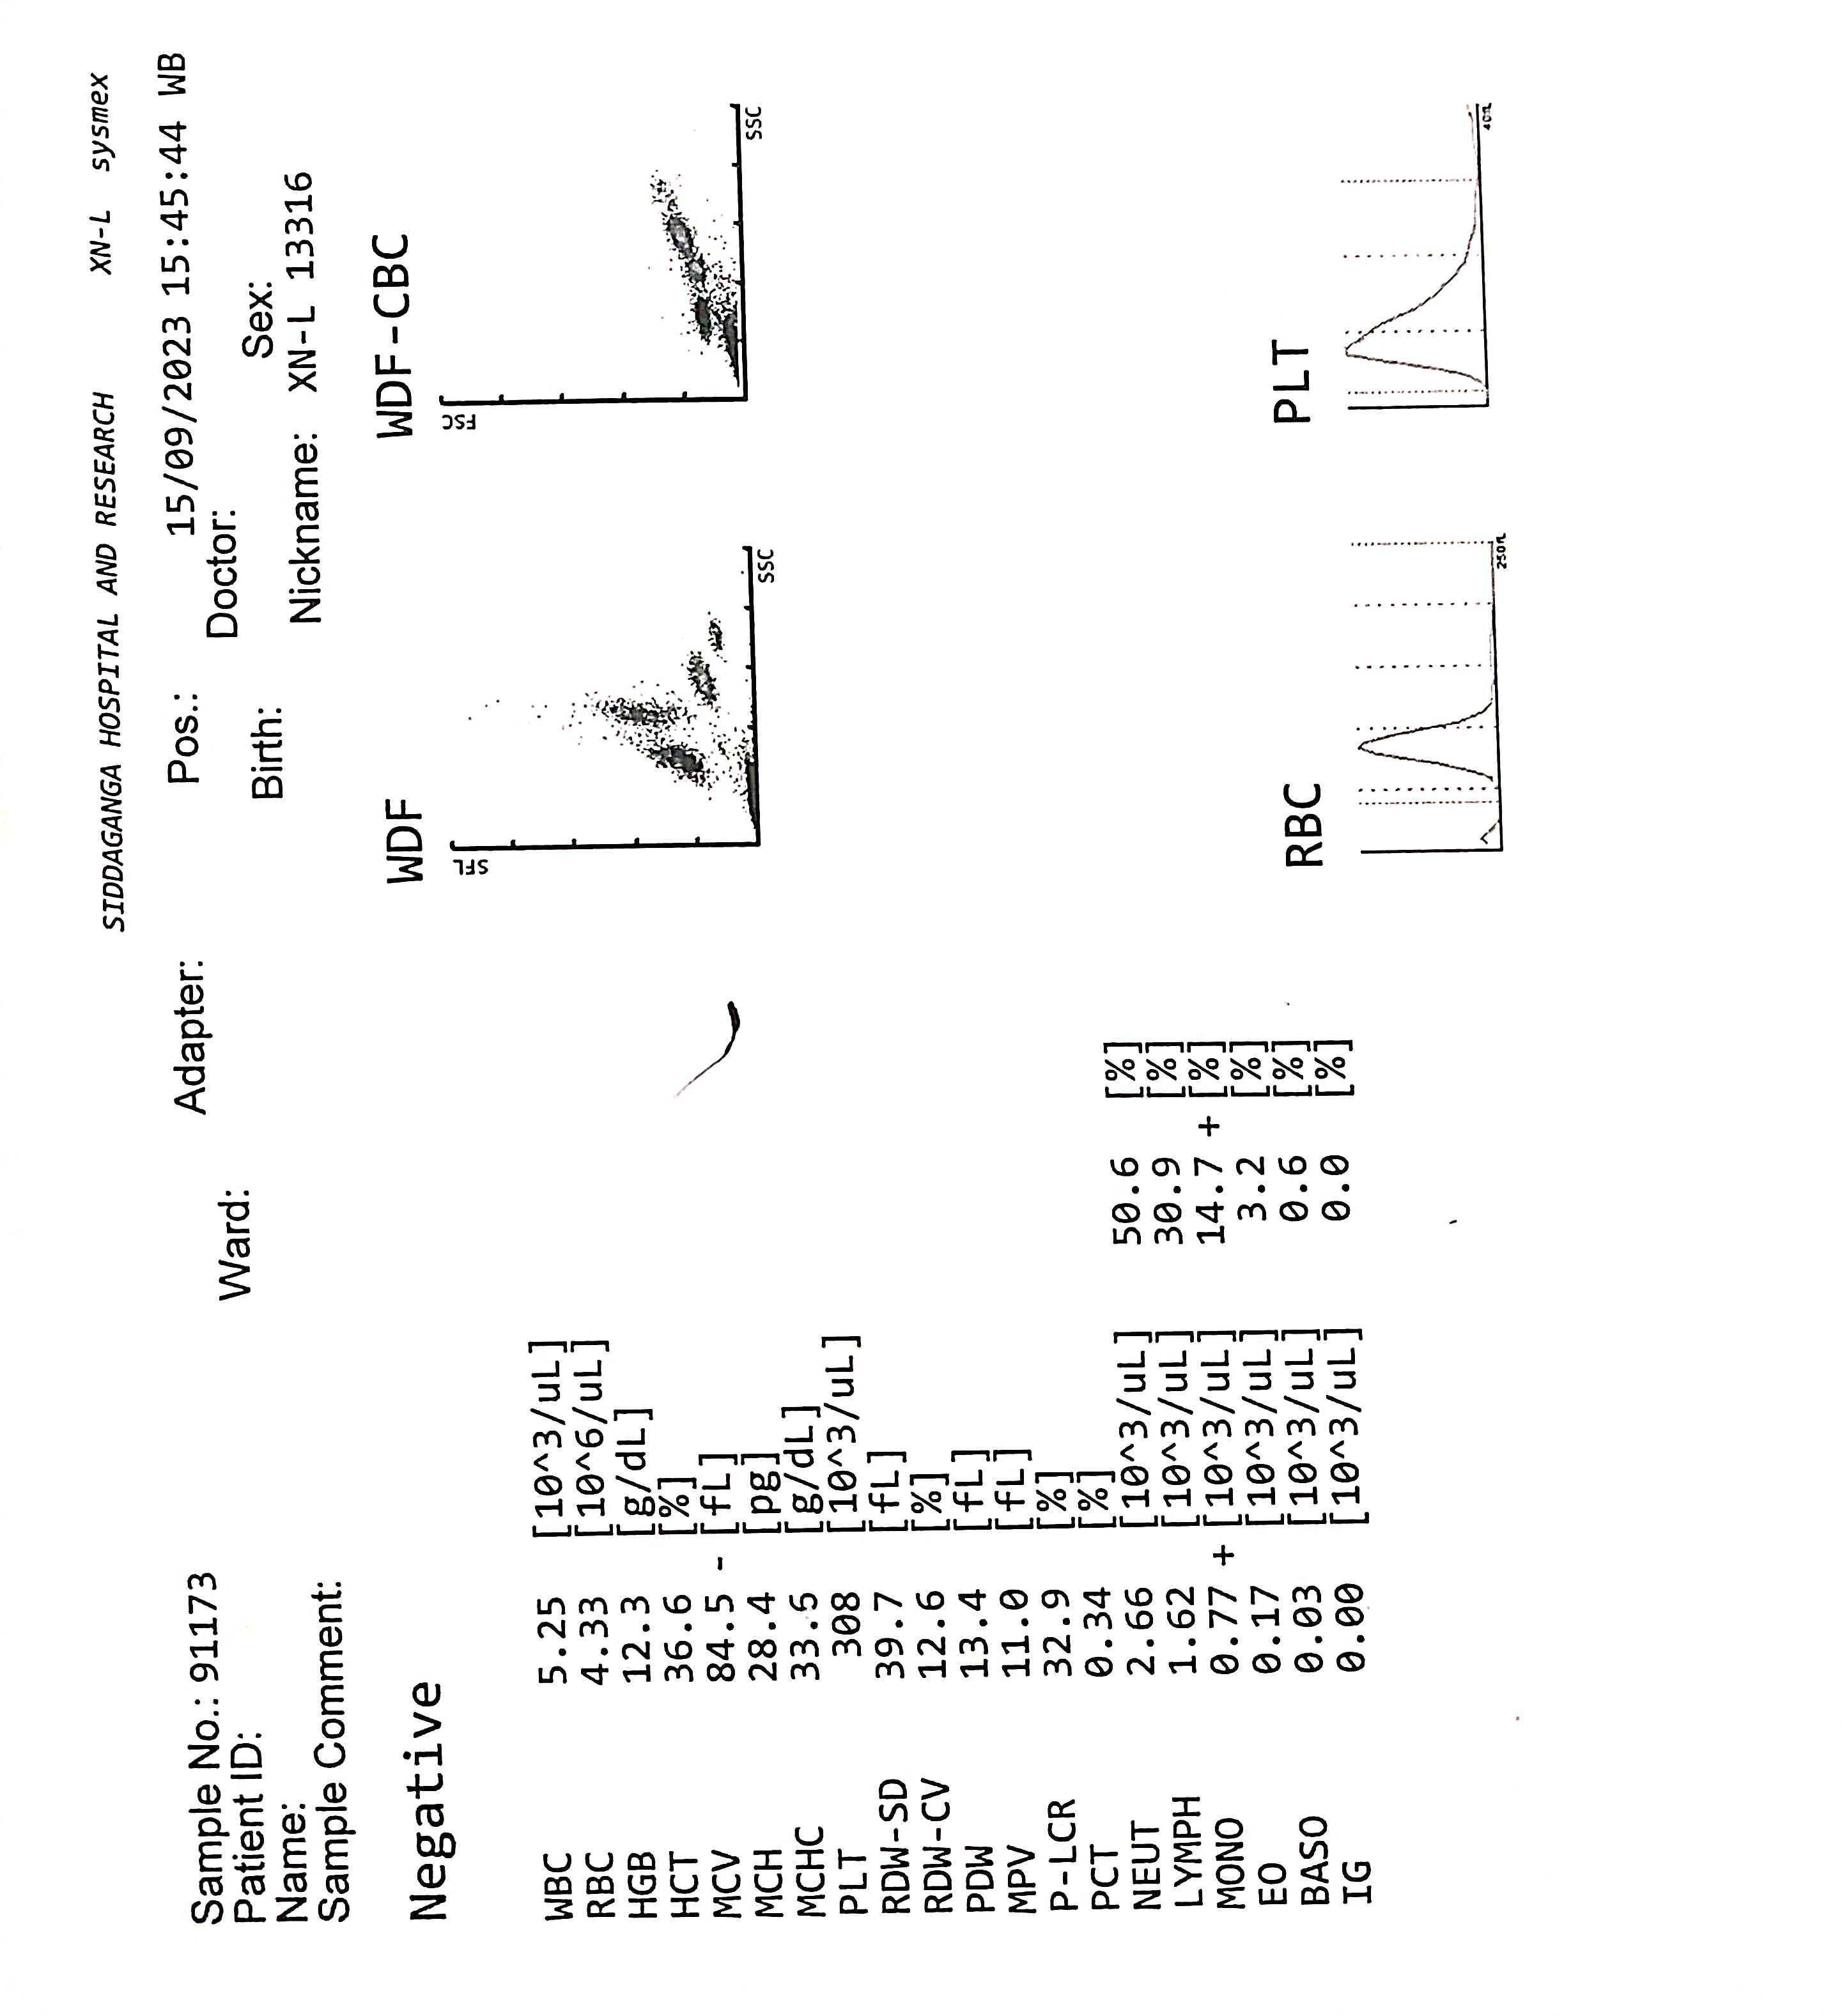 SIDDAGANGA HOSPITAL AND RESEARCH XN-L sysmex
Sample No.: 91173 Adapter: Pos.: 15/09/2023 15:45:44 WB
Patient ID: Ward: Doctor:
Name: Birth: Sex:
Sample Comment: Nickname: XN-L 13316
Negative
WDF WDF-CBC
SFL FSC
SSC SSC
WBC 5.25 [10^3/uL]
RBC 4.33 [10^6/uL]
HGB 12.3 [g/dL]
HCT 36.6 [%]
MCV 84.5 - [fL]
MCH 28.4 [pg]
MCHC 33.5 [g/dL]
PLT 308 [10^3/uL]
RDW-SD 39.7 [fL]
RDW-CV 12.6 [%]
PDW 13.4 [fL]
MPV 11.0 [fL]
P-LCR 32.9 [%]
PCT 0.34 [%]
NEUT 2.66 [10^3/uL] 50.6 [%]
LYMPH 1.62 [10^3/uL] 30.9 [%]
MONO 0.77 + [10^3/uL] 14.7 + [%]
EO 0.17 [10^3/uL] 3.2 [%]
BASO 0.03 [10^3/uL] 0.6 [%]
IG 0.00 [10^3/uL] 0.0 [%]
RBC PLT
250fL 40fL